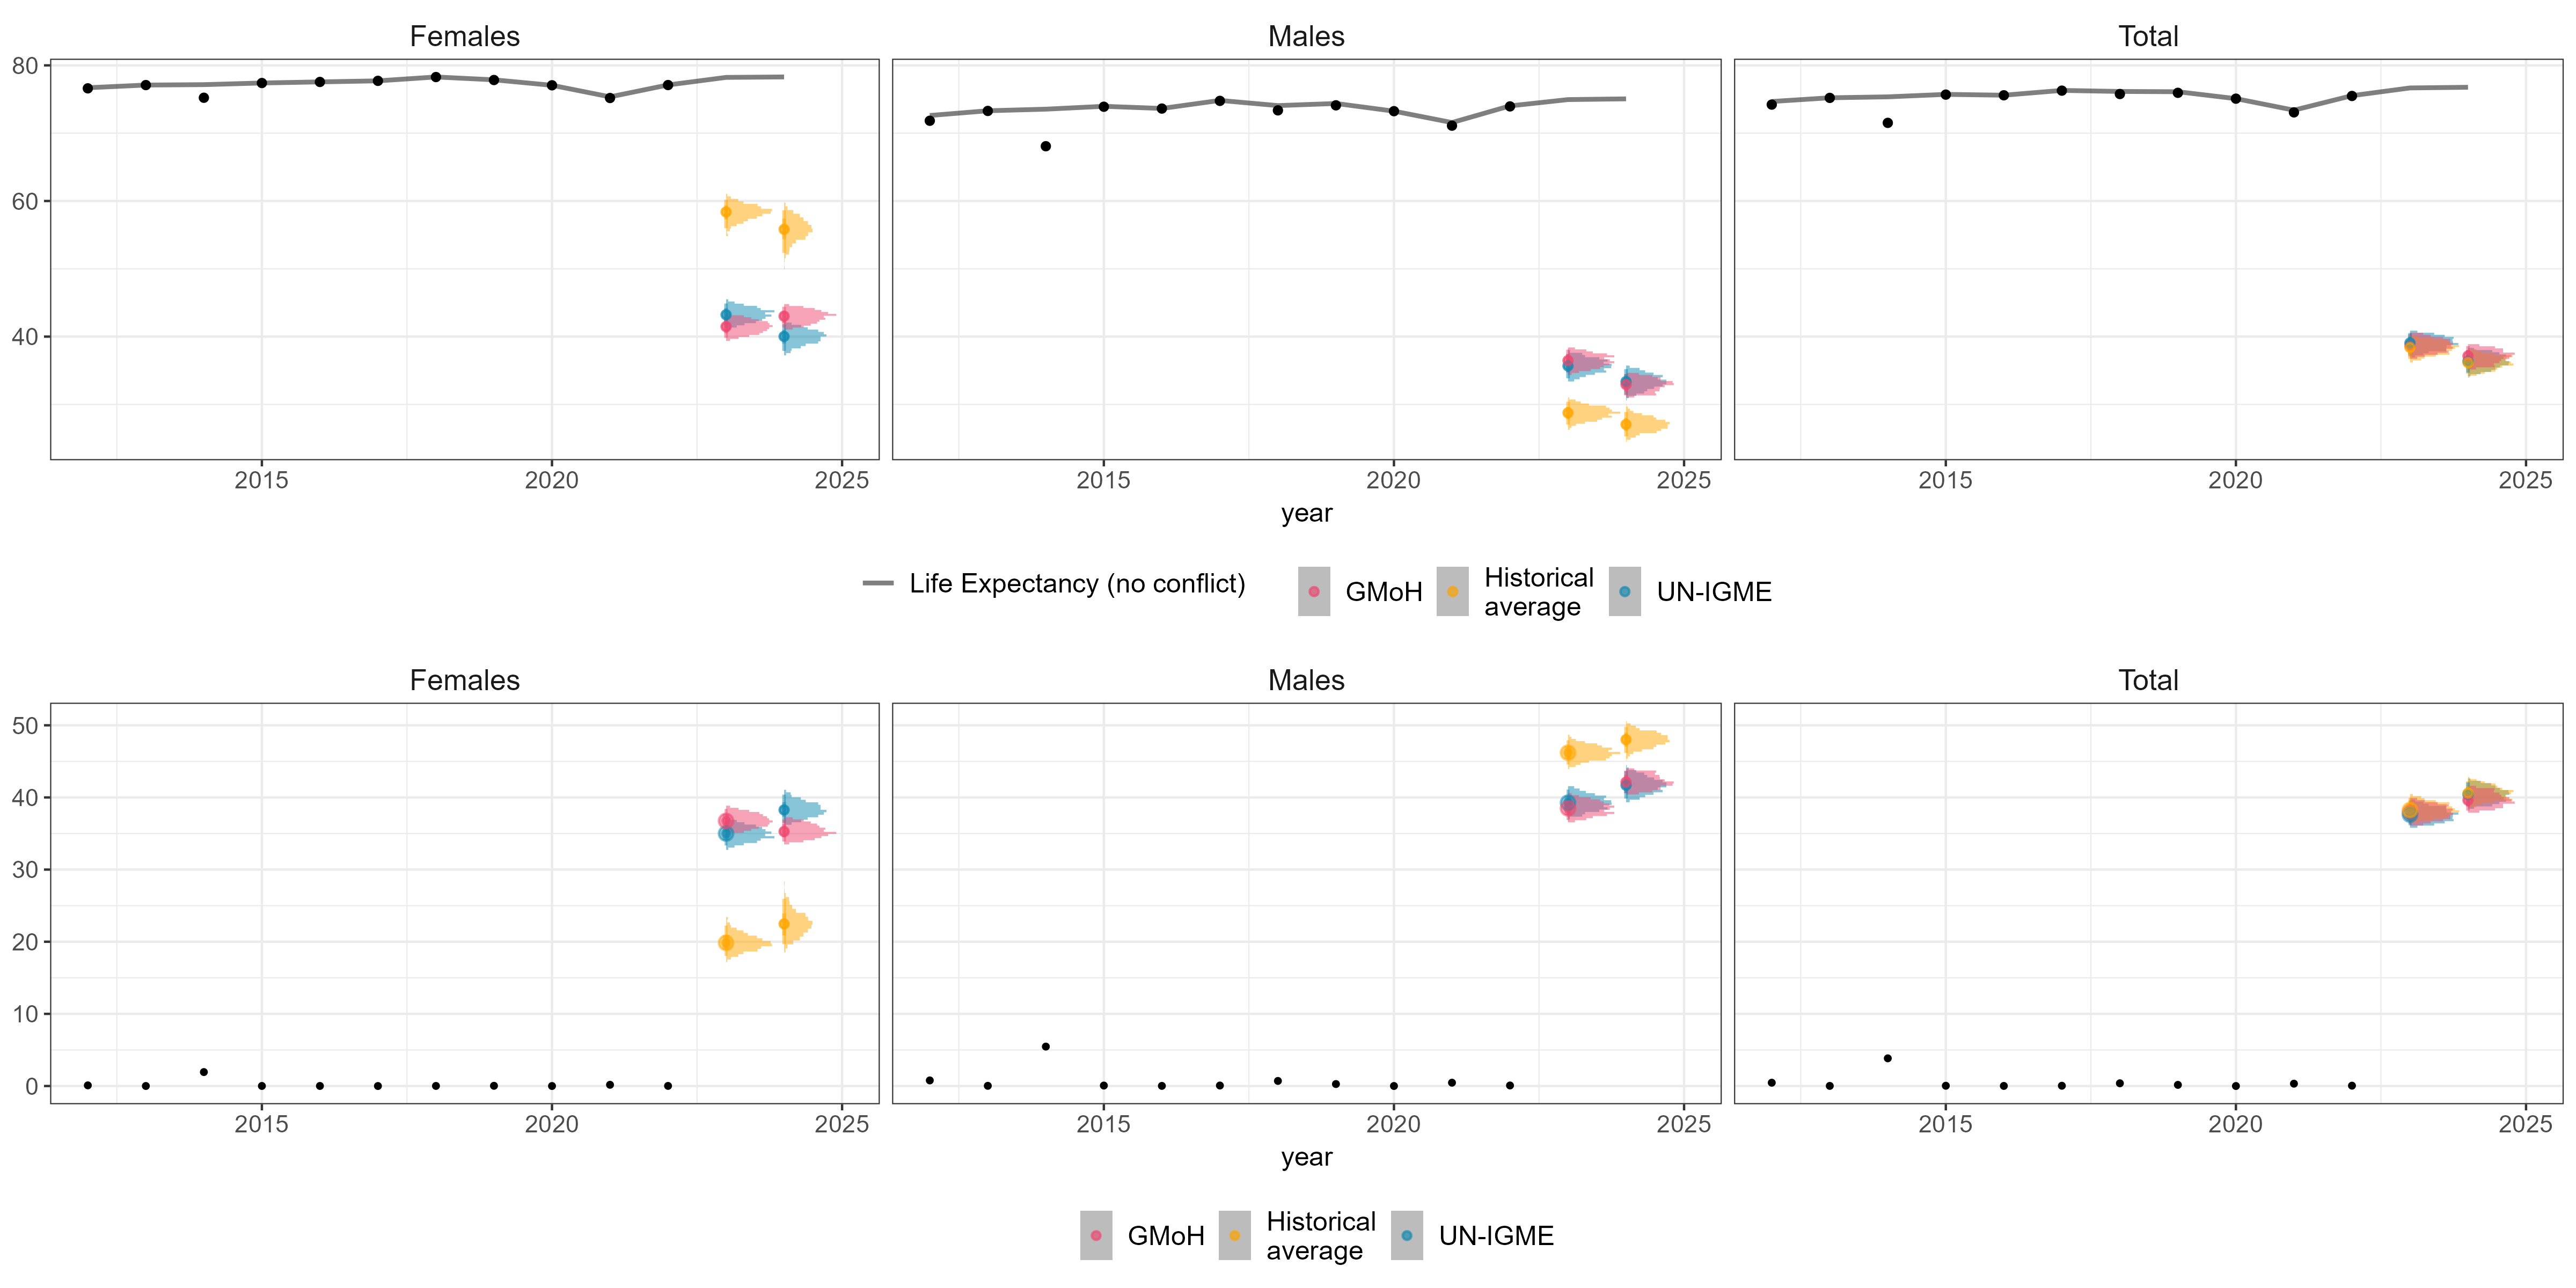 Females Males Total
80
60
40
2015 2020 2025 2015 2020 2025 2015 2020 2025
year
Life Expectancy (no conflict) GMoH Historical average UN-IGME
Females Males Total
50
40
30
20
10
0
2015 2020 2025 2015 2020 2025 2015 2020 2025
year
GMoH Historical average UN-IGME